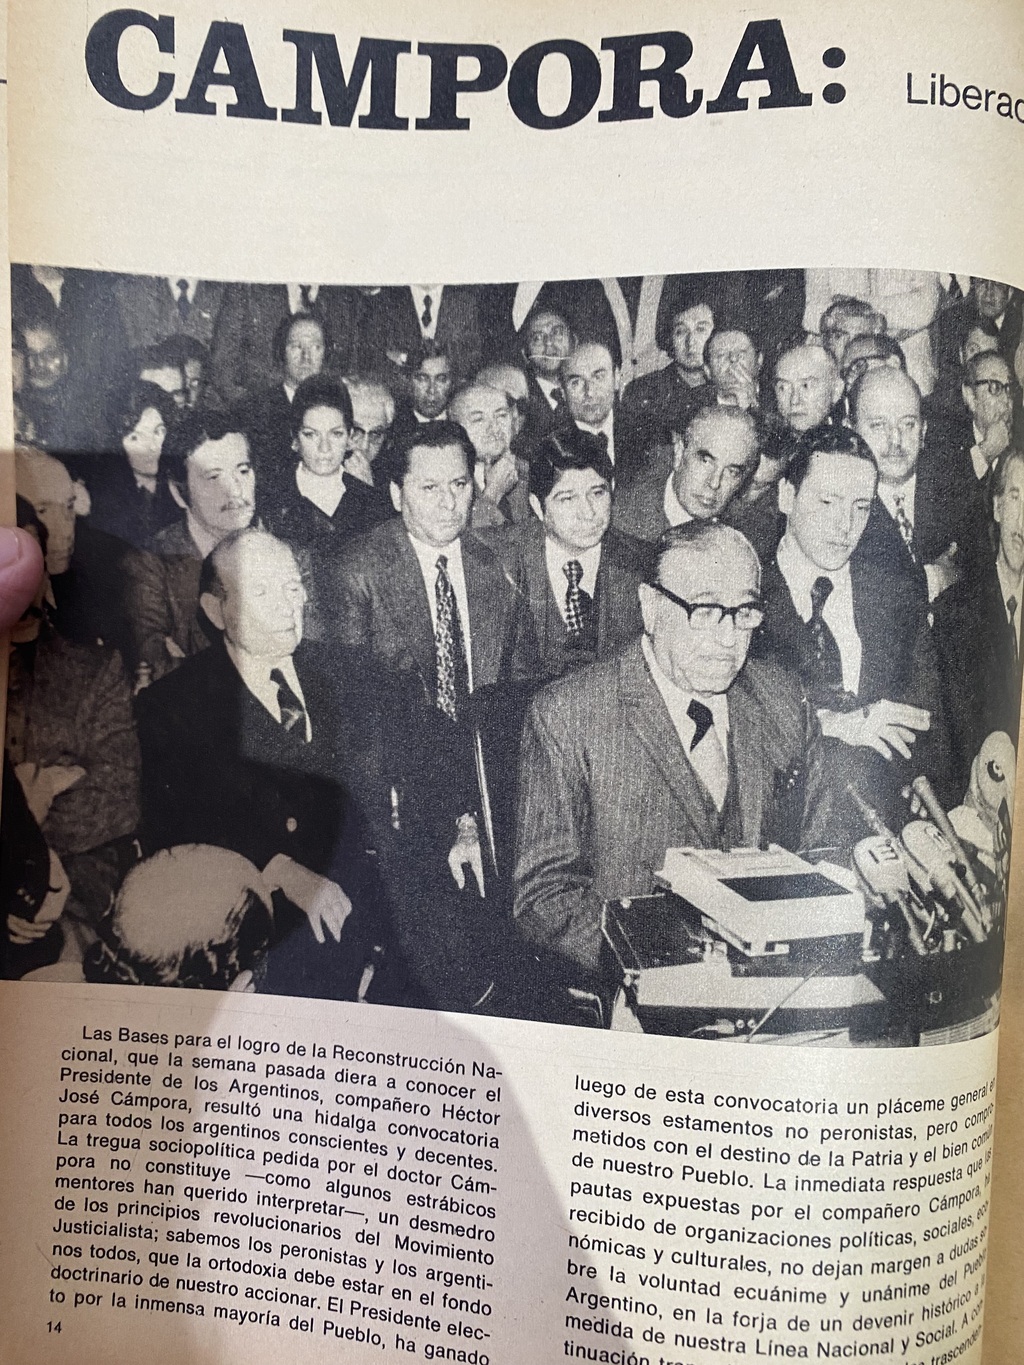 CAMPORA:
Liberac
Las Bases para el logro de la Reconstrucción Na-
cional, que la semana pasada diera a conocer el
Presidente de los Argentinos, compañero Héctor
José Cámpora, resultó una hidalga convocatoria
para todos los argentinos conscientes y decentes.
La tregua sociopolítica pedida por el doctor Cám-
pora no constituye —como algunos estrábicos
mentores han querido interpretar—, un desmedro
de los principios revolucionarios del Movimiento
Justicialista; sabemos los peronistas y los argenti-
nos todos, que la ortodoxia debe estar en el fondo
doctrinario de nuestro accionar. El Presidente elec-
to por la inmensa mayoría del Pueblo, ha ganado
14
luego de esta convocatoria un pláceme general en
diversos estamentos no peronistas, pero compro-
metidos con el destino de la Patria y el bien común
de nuestro Pueblo. La inmediata respuesta que las
pautas expuestas por el compañero Cámpora, ha
recibido de organizaciones políticas, sociales, eco-
nómicas y culturales, no dejan margen a dudas so-
bre la voluntad ecuánime y unánime del Pueblo
Argentino, en la forja de un devenir histórico a la
medida de nuestra Línea Nacional y Social. A con-
tinuación trascenden